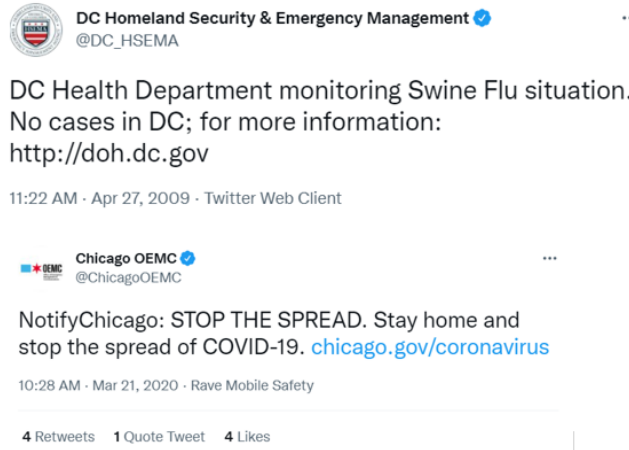 DC Homeland Security & Emergency Management
@DC_HSEMA
DC Health Department monitoring Swine Flu situation.
No cases in DC; for more information:
http://doh.dc.gov
11:22 AM · Apr 27, 2009 · Twitter Web Client
OEMC
Chicago OEMC
@ChicagoOEMC
NotifyChicago: STOP THE SPREAD. Stay home and
stop the spread of COVID-19. chicago.gov/coronavirus
10:28 AM · Mar 21, 2020 · Rave Mobile Safety
4 Retweets 1 Quote Tweet 4 Likes